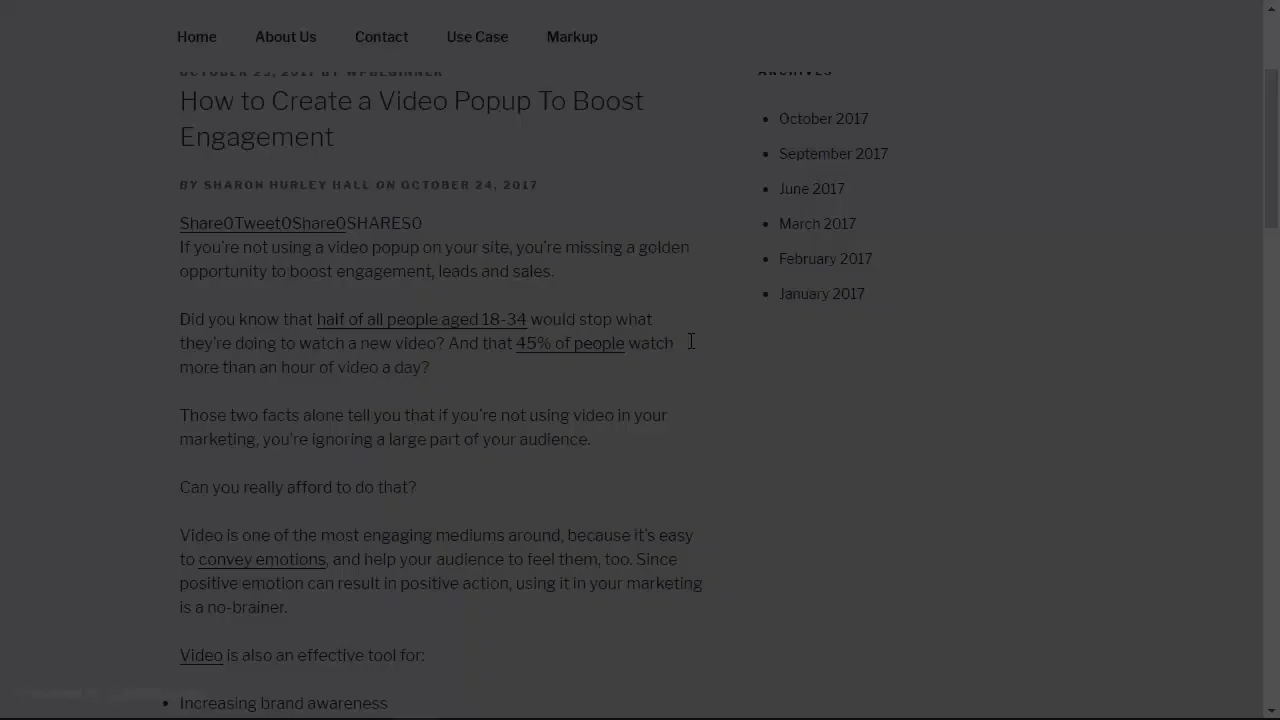 Home About Us Contact Use Case Markup
OCTOBER 25, 2017 BY WPBEGINNER
How to Create a Video Popup To Boost
Engagement
BY SHARON HURLEY HALL ON OCTOBER 24, 2017
Share0Tweet0Share0SHARES0
If you're not using a video popup on your site, you're missing a golden
opportunity to boost engagement, leads and sales.
Did you know that half of all people aged 18-34 would stop what
they're doing to watch a new video? And that 45% of people watch
more than an hour of video a day?
Those two facts alone tell you that if you're not using video in your
marketing, you're ignoring a large part of your audience.
Can you really afford to do that?
Video is one of the most engaging mediums around, because it's easy
to convey emotions, and help your audience to feel them, too. Since
positive emotion can result in positive action, using it in your marketing
is a no-brainer.
Video is also an effective tool for:
• Increasing brand awareness
ARCHIVES
• October 2017
• September 2017
• June 2017
• March 2017
• February 2017
• January 2017